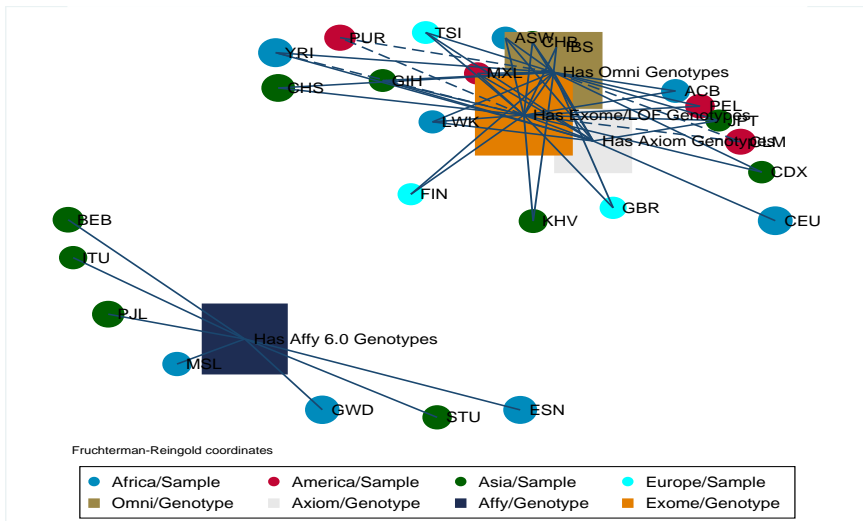 TSI
PUR
ASW
CHB
IBS
YRI
MXL
Has Omni Genotypes
GIH
CHS
ACB
PEL
Has Exome/LOF Genotypes
JPT
LWK
Has Axiom Genotypes
CLM
CDX
FIN
GBR
KHV
CEU
BEB
ITU
PJL
Has Affy 6.0 Genotypes
MSL
GWD
STU
ESN
Fruchterman-Reingold coordinates
Africa/Sample America/Sample Asia/Sample Europe/Sample
Omni/Genotype Axiom/Genotype Affy/Genotype Exome/Genotype